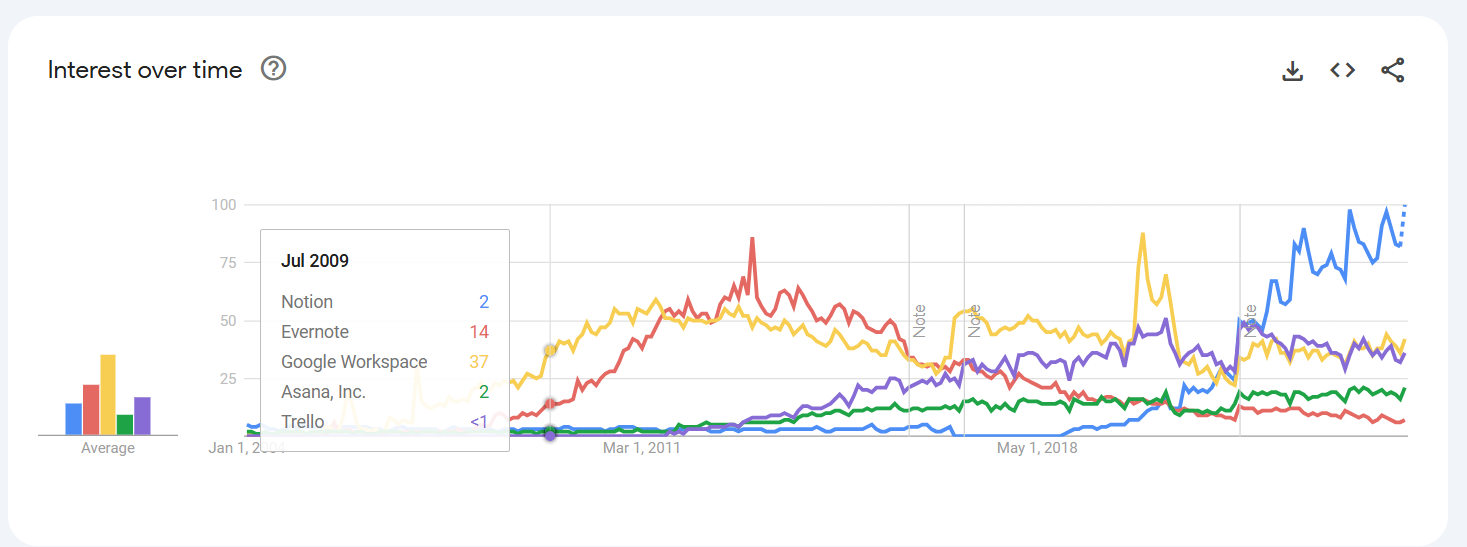 Interest over time
100
75
50
25
Jul 2009
Notion 2
Evernote 14
Google Workspace 37
Asana, Inc. 2
Trello <1
Note
Note
Note
Average
Jan 1, 2004
Mar 1, 2011
May 1, 2018